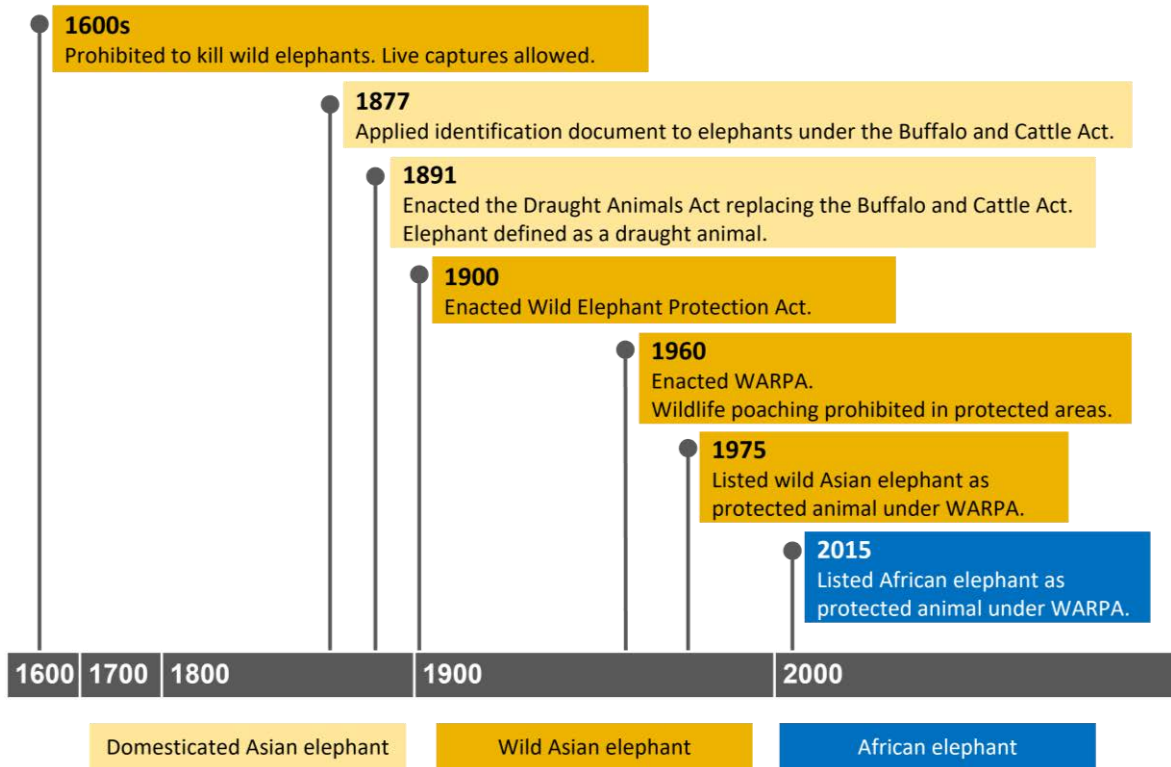 1600s
Prohibited to kill wild elephants. Live captures allowed.
1877
Applied identification document to elephants under the Buffalo and Cattle Act.
1891
Enacted the Draught Animals Act replacing the Buffalo and Cattle Act.
Elephant defined as a draught animal.
1900
Enacted Wild Elephant Protection Act.
1960
Enacted WARPA.
Wildlife poaching prohibited in protected areas.
1975
Listed wild Asian elephant as
protected animal under WARPA.
2015
Listed African elephant as
protected animal under WARPA.
1600 1700 1800 1900 2000
Domesticated Asian elephant Wild Asian elephant African elephant